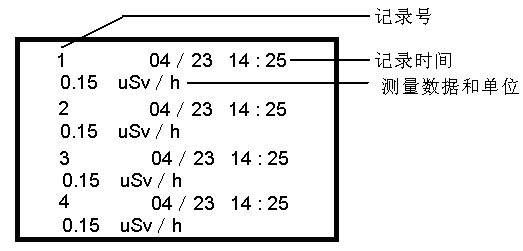 记录号
1 04 / 23 14 : 25 记录时间
0.15 uSv / h 测量数据和单位
2 04 / 23 14 : 25
0.15 uSv / h
3 04 / 23 14 : 25
0.15 uSv / h
4 04 / 23 14 : 25
0.15 uSv / h